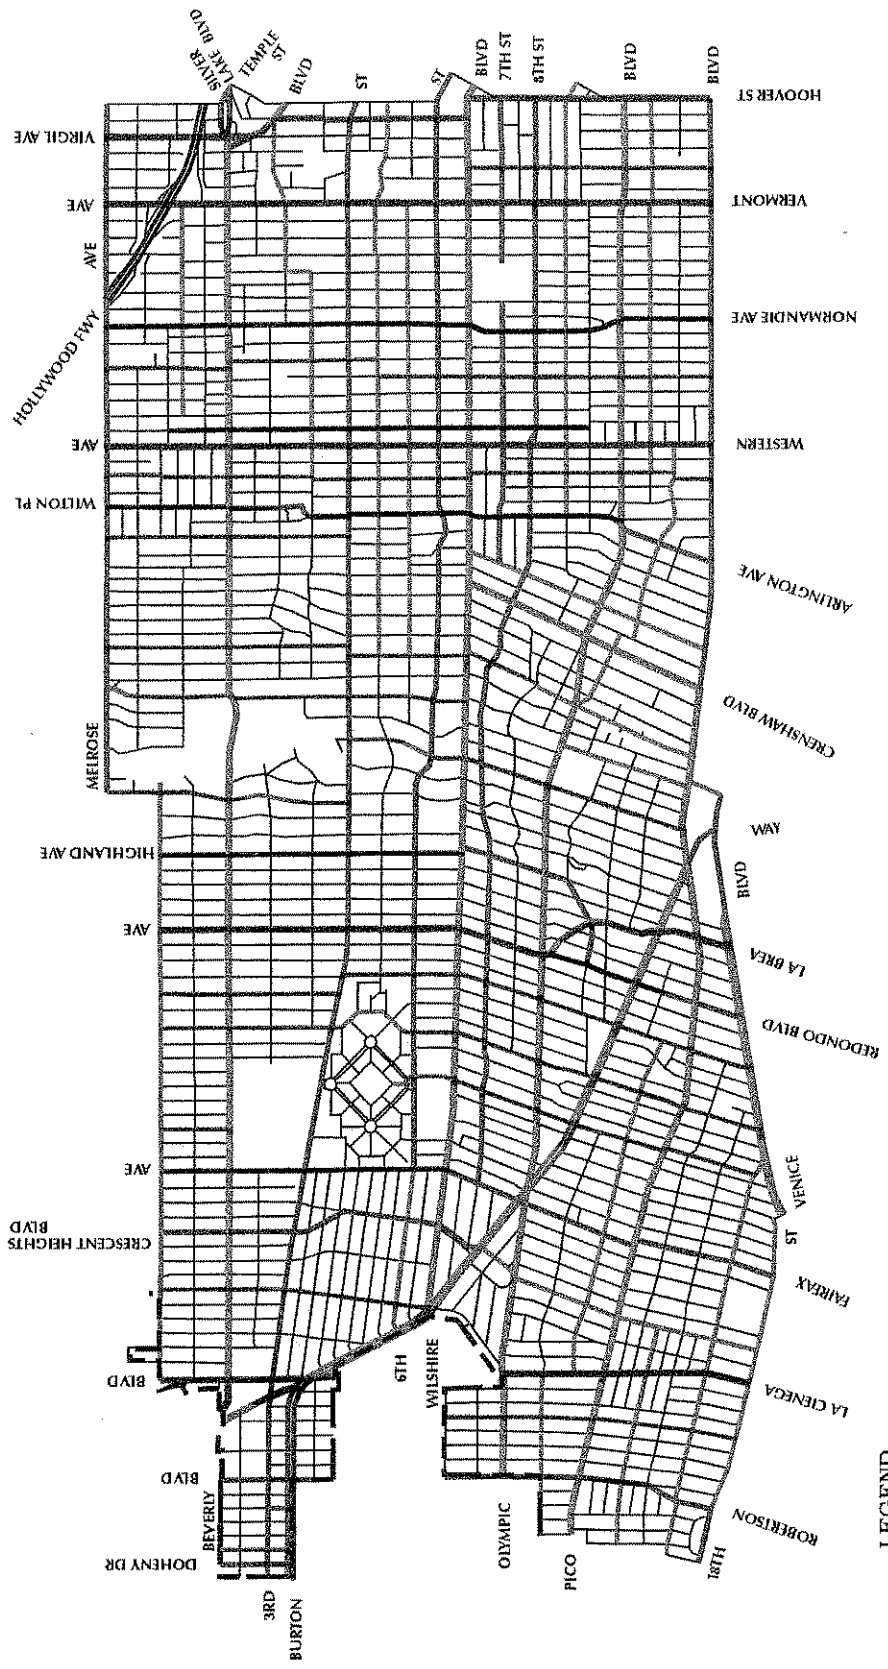 SILVER
LAKE BLVD
TEMPLE
ST
BLVD
ST
ST
BLVD
7TH ST
8TH ST
BLVD
BLVD
HOOVER ST
VIRGIL AVE
AVE
VERMONT
AVE
HOLLYWOOD FWY
NORMANDIE AVE
AVE
WESTERN
WILTON PL
ARLINGTON AVE
CRENSHAW BLVD
MELROSE
HIGHLAND AVE
WAY
BLVD
AVE
LA BREA
REDONDO BLVD
AVE
VENICE
ST
CRESCENT HEIGHTS
BLVD
FAIRFAX
BLVD
6TH
WILSHIRE
LA CIENEGA
BLVD
BEVERLY
OLYMPIC
ROBERTSON
DOHENY DR
3RD
BURTON
PICO
18TH
LEGEND